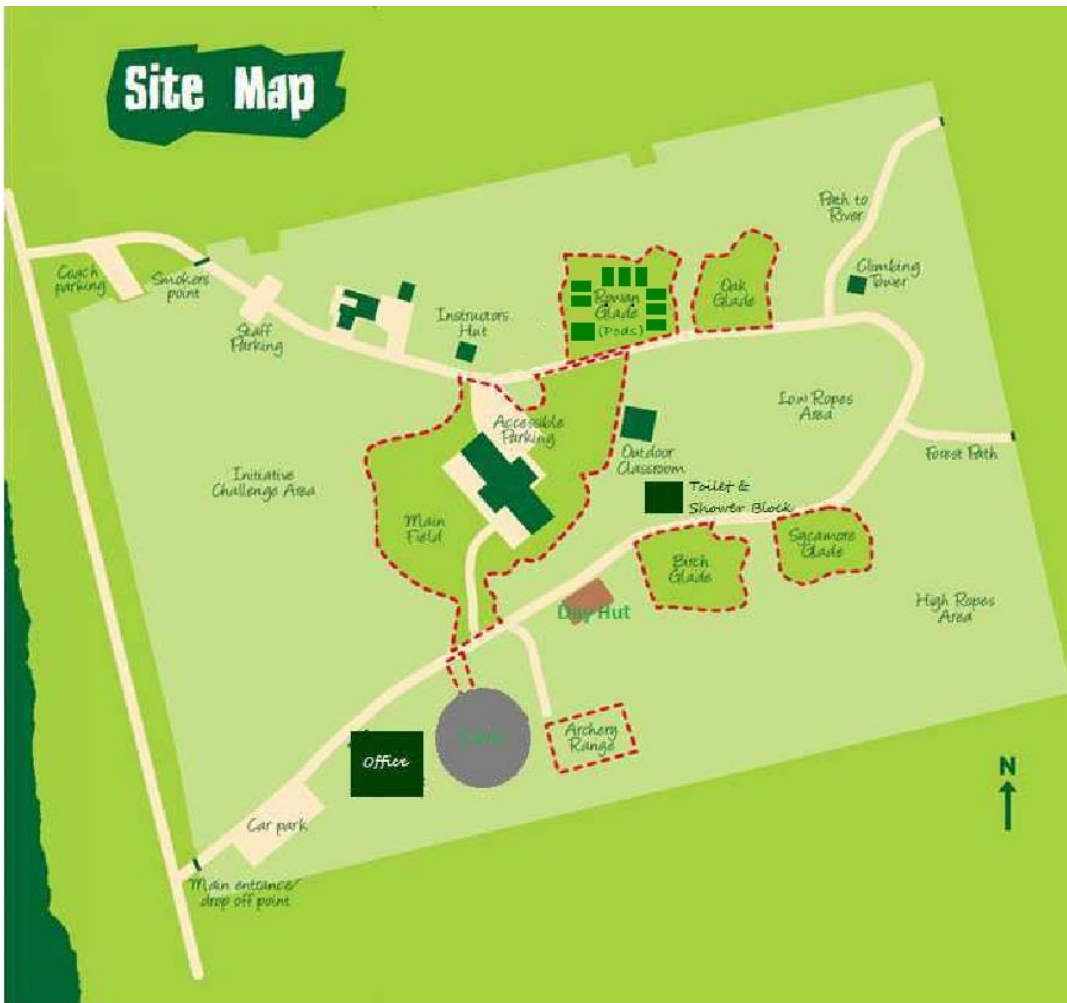 Site Map
Path to
River
Coach
parking
Smokers
point
Climbing
Tower
Oak
Glade
Rowan
Glade
(Pods)
Instructors
Hut
Staff
Parking
Low Ropes
Area
Accessible
Parking
Outdoor
Classroom
Forest Path
Initiative
Challenge Area
Toilet &
Shower Block
Main
Field
Sycamore
Glade
Birch
Glade
High Ropes
Area
Day Hut
Archery
Range
Office
N
Car park
Main entrance/
drop off point